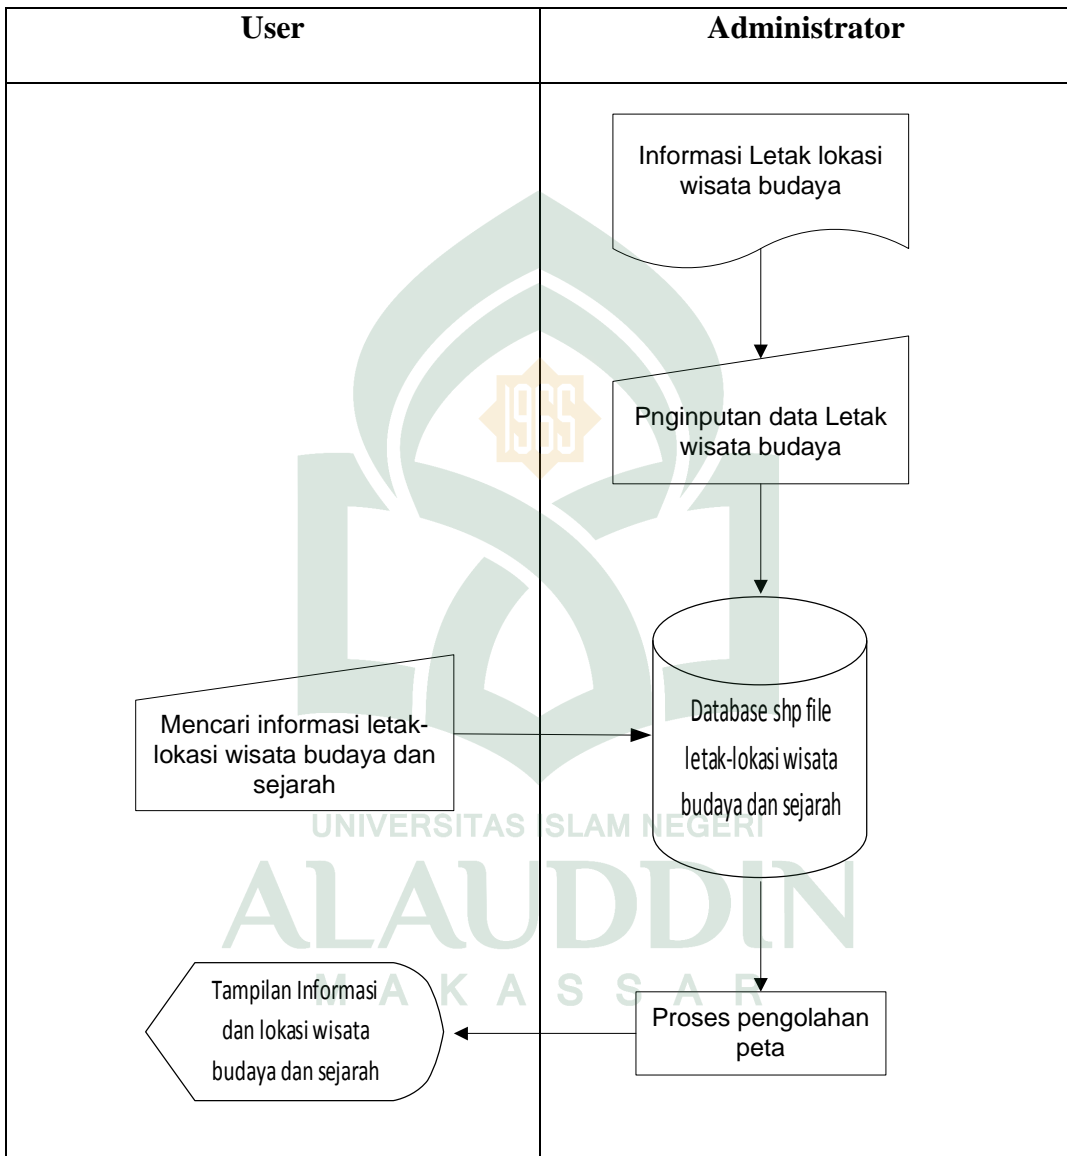 User
Administrator
Informasi Letak lokasi
wisata budaya
1965
Pnginputan data Letak
wisata budaya
Mencari informasi letak-
lokasi wisata budaya dan
sejarah
Database shp file
letak-lokasi wisata
budaya dan sejarah
UNIVERSITAS ISLAM NEGERI
ALAUDDIN
MAKASSAR
Tampilan Informasi
dan lokasi wisata
budaya dan sejarah
Proses pengolahan
peta